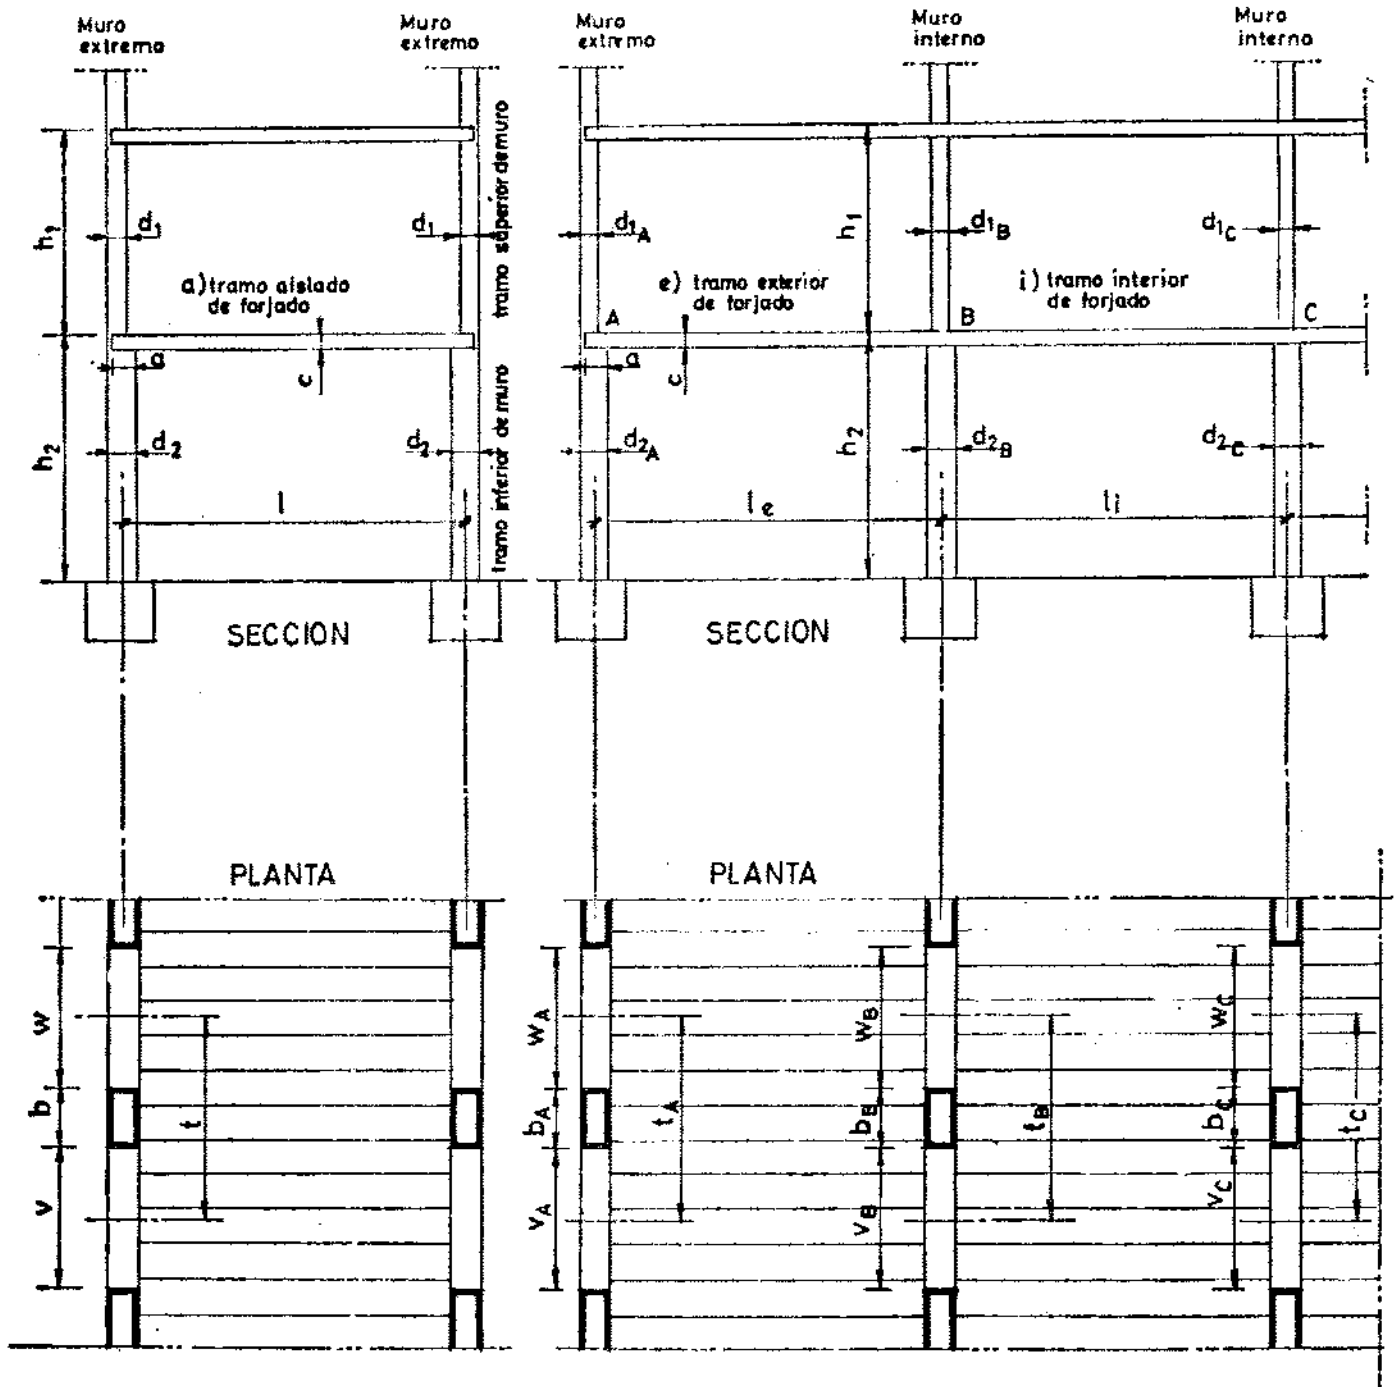 Muro
extremo
Muro
extremo
Muro
extremo
Muro
interno
Muro
interno
h1
d1
d1
tramo superior de muro
a) tramo aislado
de forjado
d1A
h1
d1B
d1C
e) tramo exterior
de forjado
i) tramo interior
de forjado
A
B
C
a
c
a
c
h2
d2
d2
tramo inferior de muro
d2A
h2
d2B
d2C
l
le
li
SECCION
SECCION
PLANTA
PLANTA
w
b
v
t
wA
bA
vA
tA
wB
bB
vB
tB
wC
bC
vC
tC